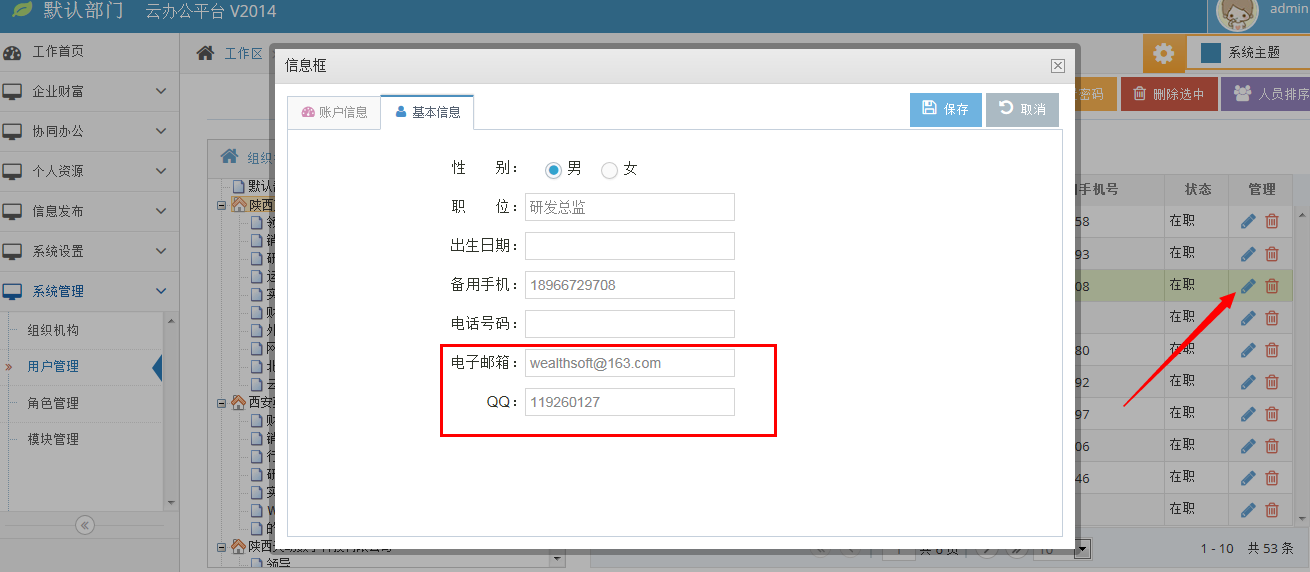 默认部门 云办公平台 V2014
admin
工作首页
工作区
系统主题
企业财富
协同办公
个人资源
信息发布
系统设置
系统管理
组织机构
用户管理
角色管理
模块管理
密码 删除选中 人员排序
组织
默认
陕西
西安
领导
信息框
账户信息 基本信息 保存 取消
性 别： 男 女
职 位： 研发总监
出生日期：
备用手机： 18966729708
电话号码：
电子邮箱： wealthsoft@163.com
QQ： 119260127
手机号 状态 管理
58 在职
93 在职
08 在职
在职
80 在职
92 在职
97 在职
06 在职
46 在职
在职
1 共 6 页 10
1 - 10 共 53 条